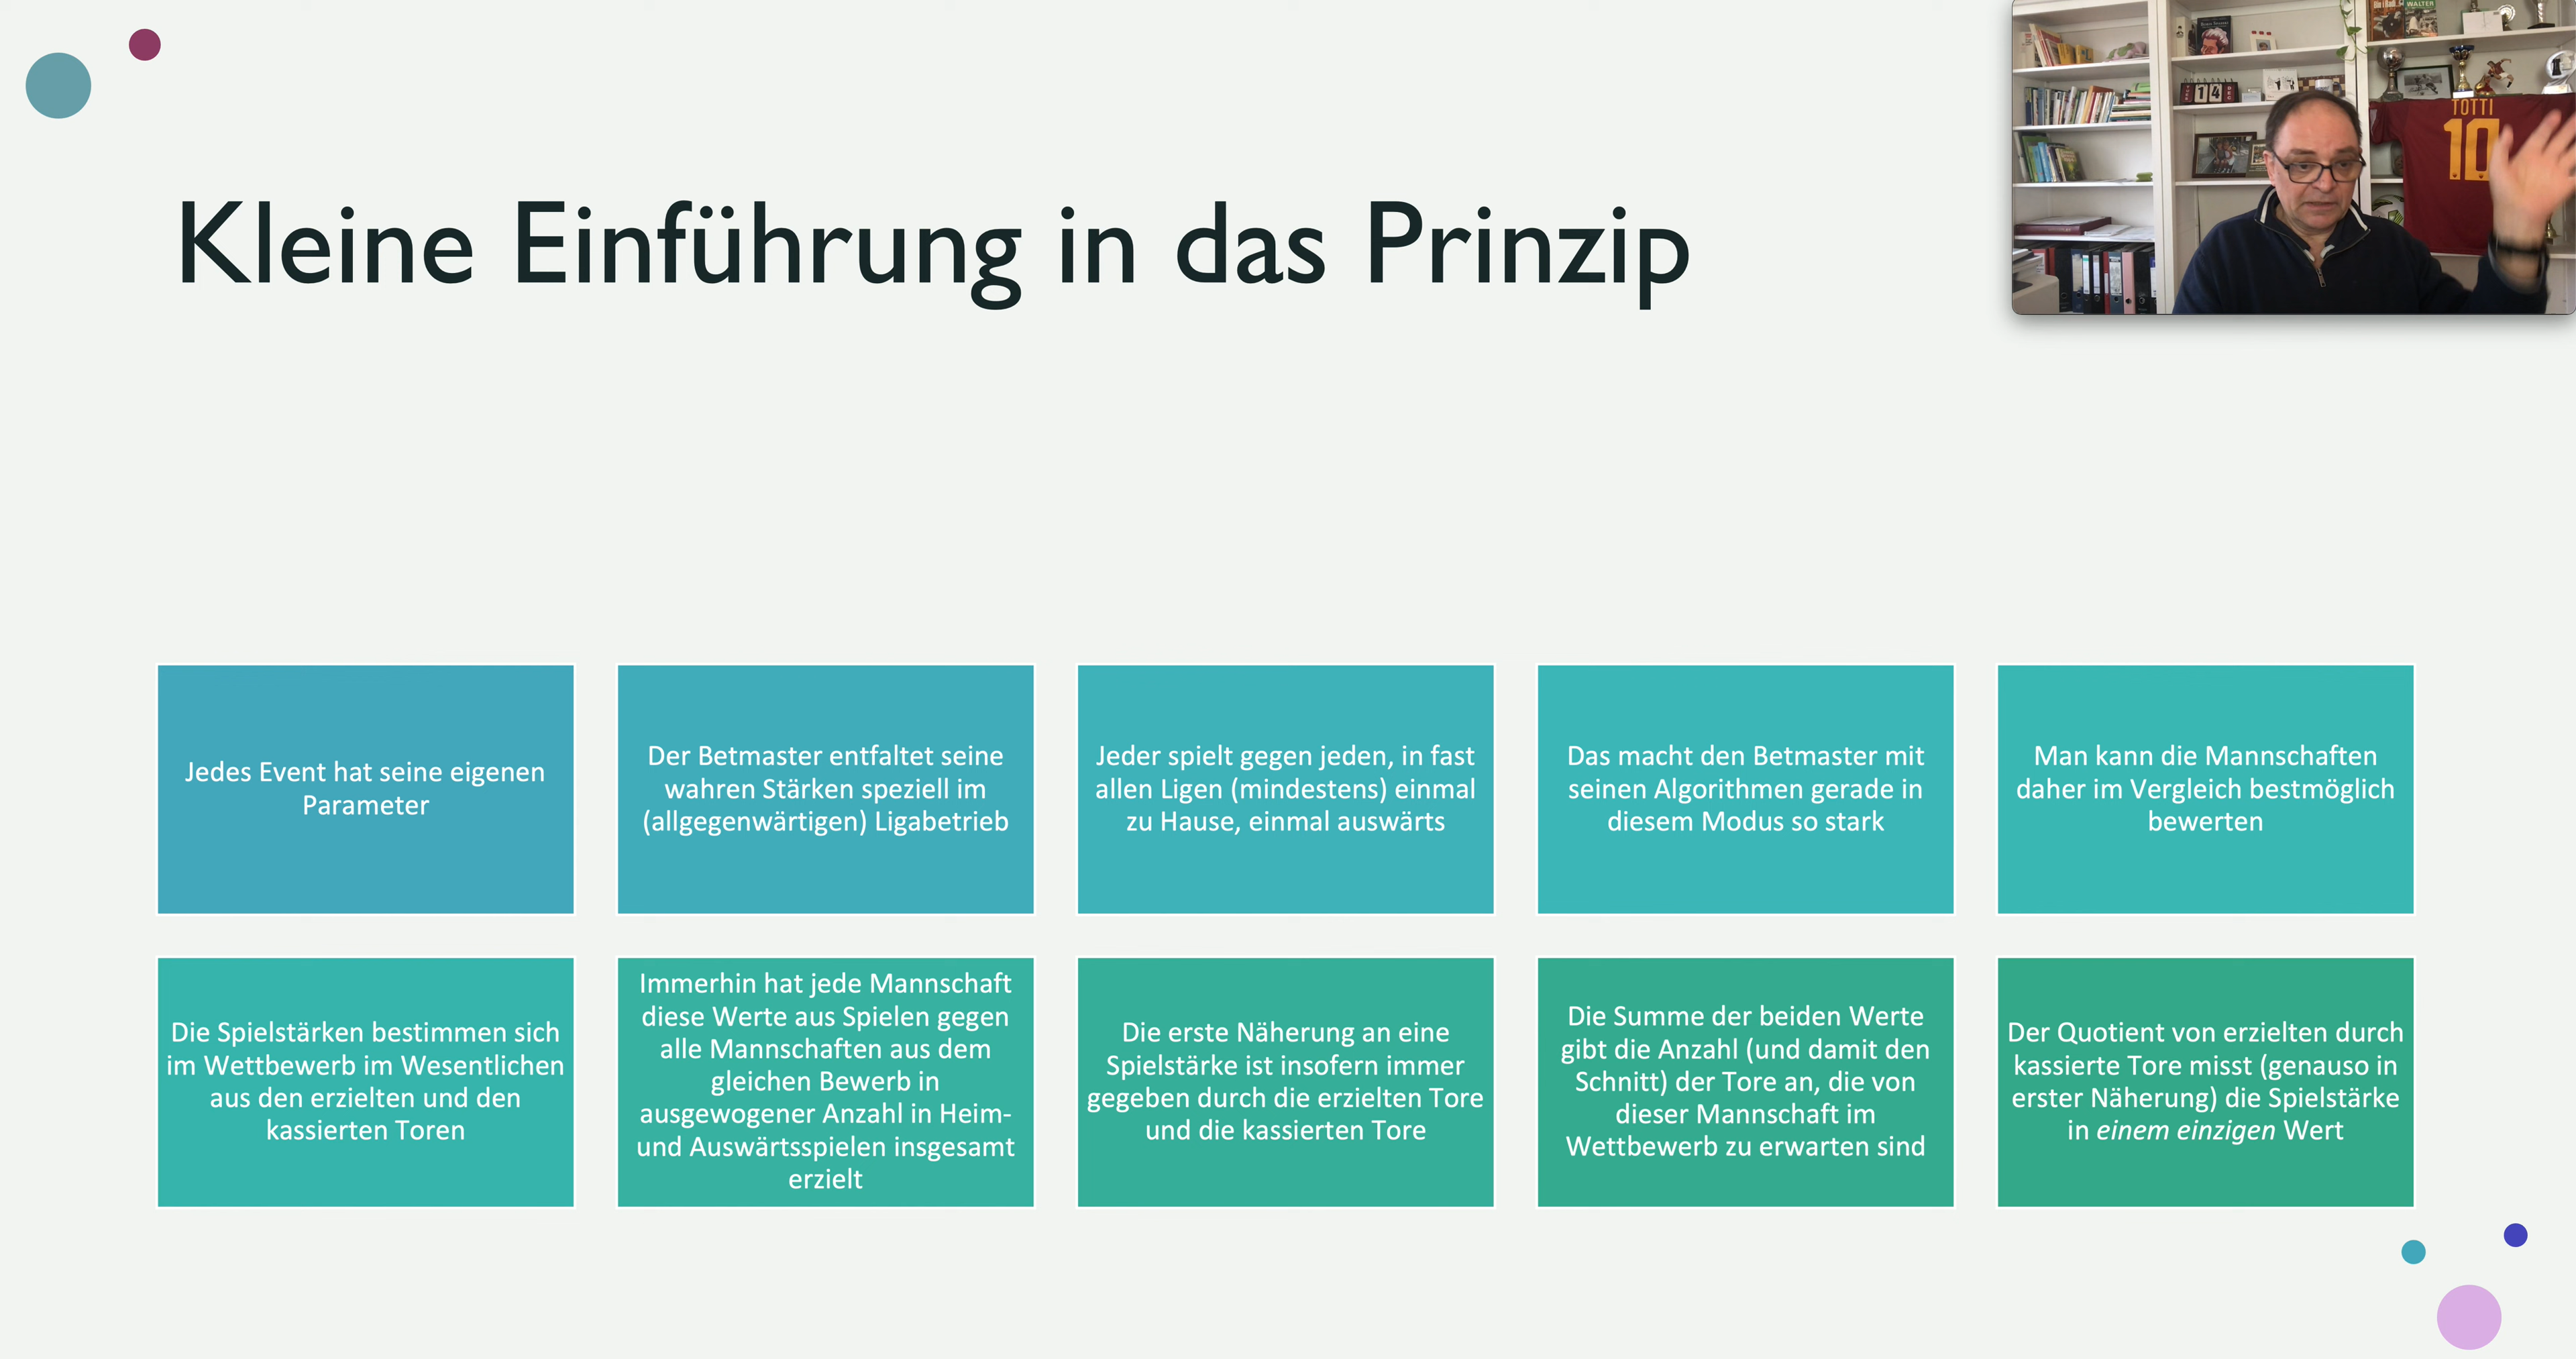 Kleine Einführung in das Prinzip
WALTER
14
TOTTI
10
Jedes Event hat seine eigenen
Parameter
Der Betmaster entfaltet seine
wahren Stärken speziell im
(allgegenwärtigen) Ligabetrieb
Jeder spielt gegen jeden, in fast
allen Ligen (mindestens) einmal
zu Hause, einmal auswärts
Das macht den Betmaster mit
seinen Algorithmen gerade in
diesem Modus so stark
Man kann die Mannschaften
daher im Vergleich bestmöglich
bewerten
Die Spielstärken bestimmen sich
im Wettbewerb im Wesentlichen
aus den erzielten und den
kassierten Toren
Immerhin hat jede Mannschaft
diese Werte aus Spielen gegen
alle Mannschaften aus dem
gleichen Bewerb in
ausgewogener Anzahl in Heim-
und Auswärtsspielen insgesamt
erzielt
Die erste Näherung an eine
Spielstärke ist insofern immer
gegeben durch die erzielten Tore
und die kassierten Tore
Die Summe der beiden Werte
gibt die Anzahl (und damit den
Schnitt) der Tore an, die von
dieser Mannschaft im
Wettbewerb zu erwarten sind
Der Quotient von erzielten durch
kassierte Tore misst (genauso in
erster Näherung) die Spielstärke
in einem einzigen Wert